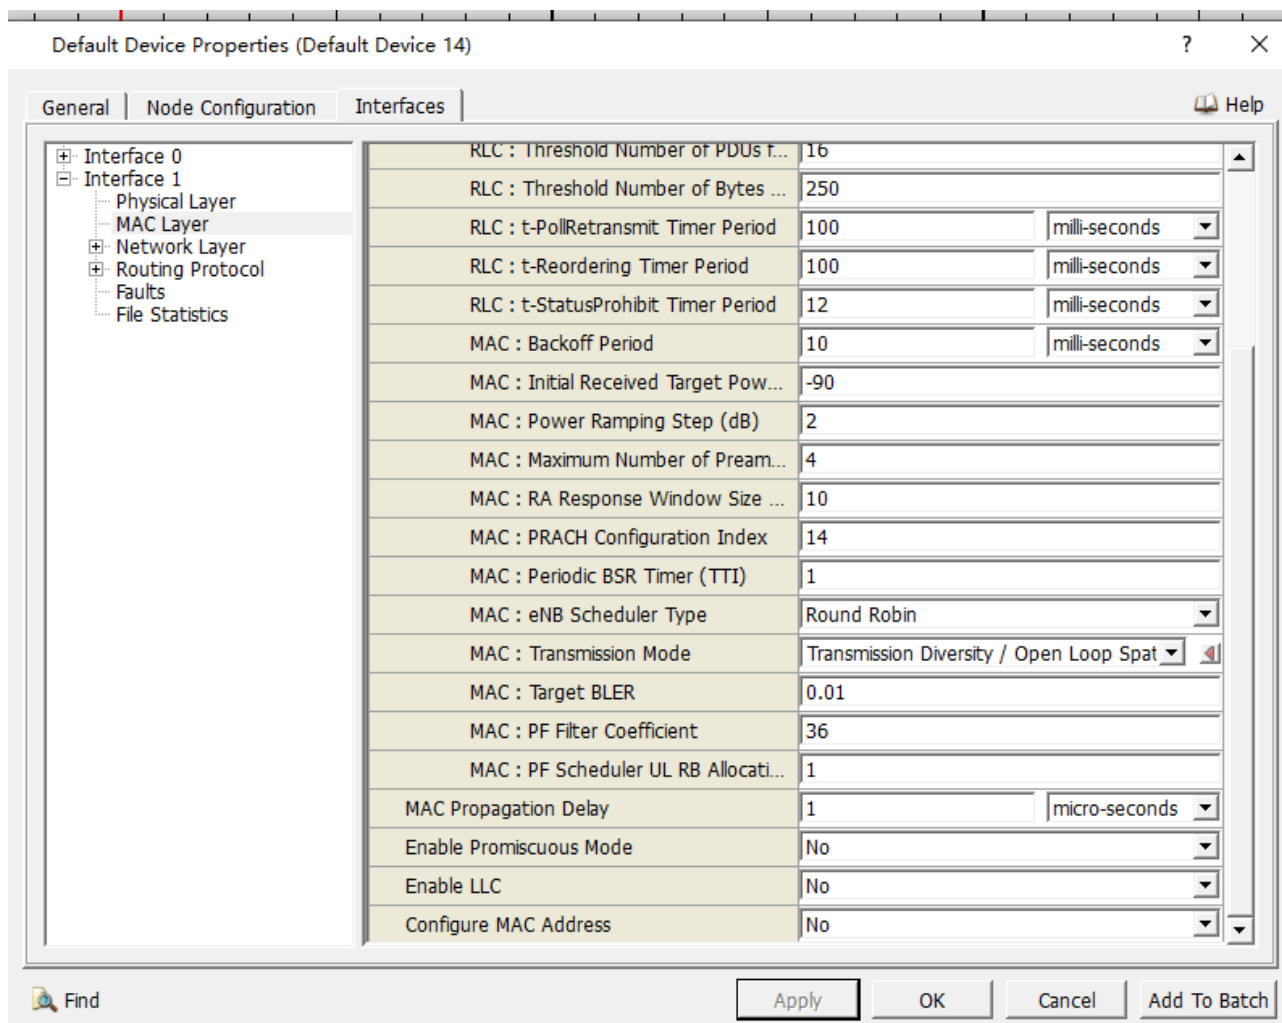 Default Device Properties (Default Device 14) ? ×
General Node Configuration Interfaces Help
Interface 0
Interface 1
Physical Layer
MAC Layer
Network Layer
Routing Protocol
Faults
File Statistics
RLC : Threshold Number of PDUs f... 16
RLC : Threshold Number of Bytes ... 250
RLC : t-PollRetransmit Timer Period 100 milli-seconds
RLC : t-Reordering Timer Period 100 milli-seconds
RLC : t-StatusProhibit Timer Period 12 milli-seconds
MAC : Backoff Period 10 milli-seconds
MAC : Initial Received Target Pow... -90
MAC : Power Ramping Step (dB) 2
MAC : Maximum Number of Pream... 4
MAC : RA Response Window Size ... 10
MAC : PRACH Configuration Index 14
MAC : Periodic BSR Timer (TTI) 1
MAC : eNB Scheduler Type Round Robin
MAC : Transmission Mode Transmission Diversity / Open Loop Spat
MAC : Target BLER 0.01
MAC : PF Filter Coefficient 36
MAC : PF Scheduler UL RB Allocati... 1
MAC Propagation Delay 1 micro-seconds
Enable Promiscuous Mode No
Enable LLC No
Configure MAC Address No
Find Apply OK Cancel Add To Batch